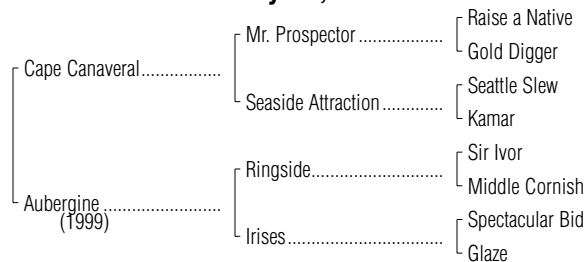 Raise a Native
Mr. Prospector ..................
Gold Digger
Cape Canaveral.................
Seattle Slew
Seaside Attraction .............
Kamar
Sir Ivor
Ringside............................
Middle Cornish
Aubergine .........................
(1999)
Spectacular Bid
Irises.................................
Glaze